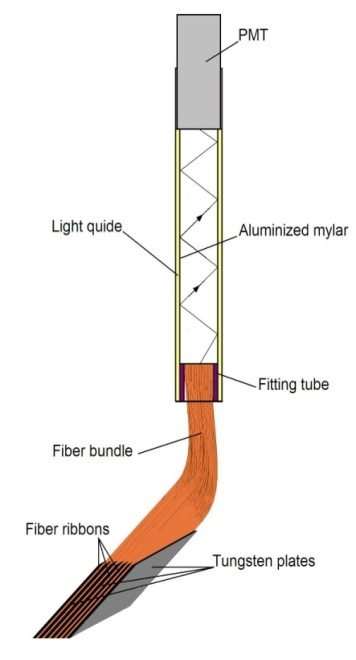 PMT
Light quide
Aluminized mylar
Fitting tube
Fiber bundle
Fiber ribbons
Tungsten plates